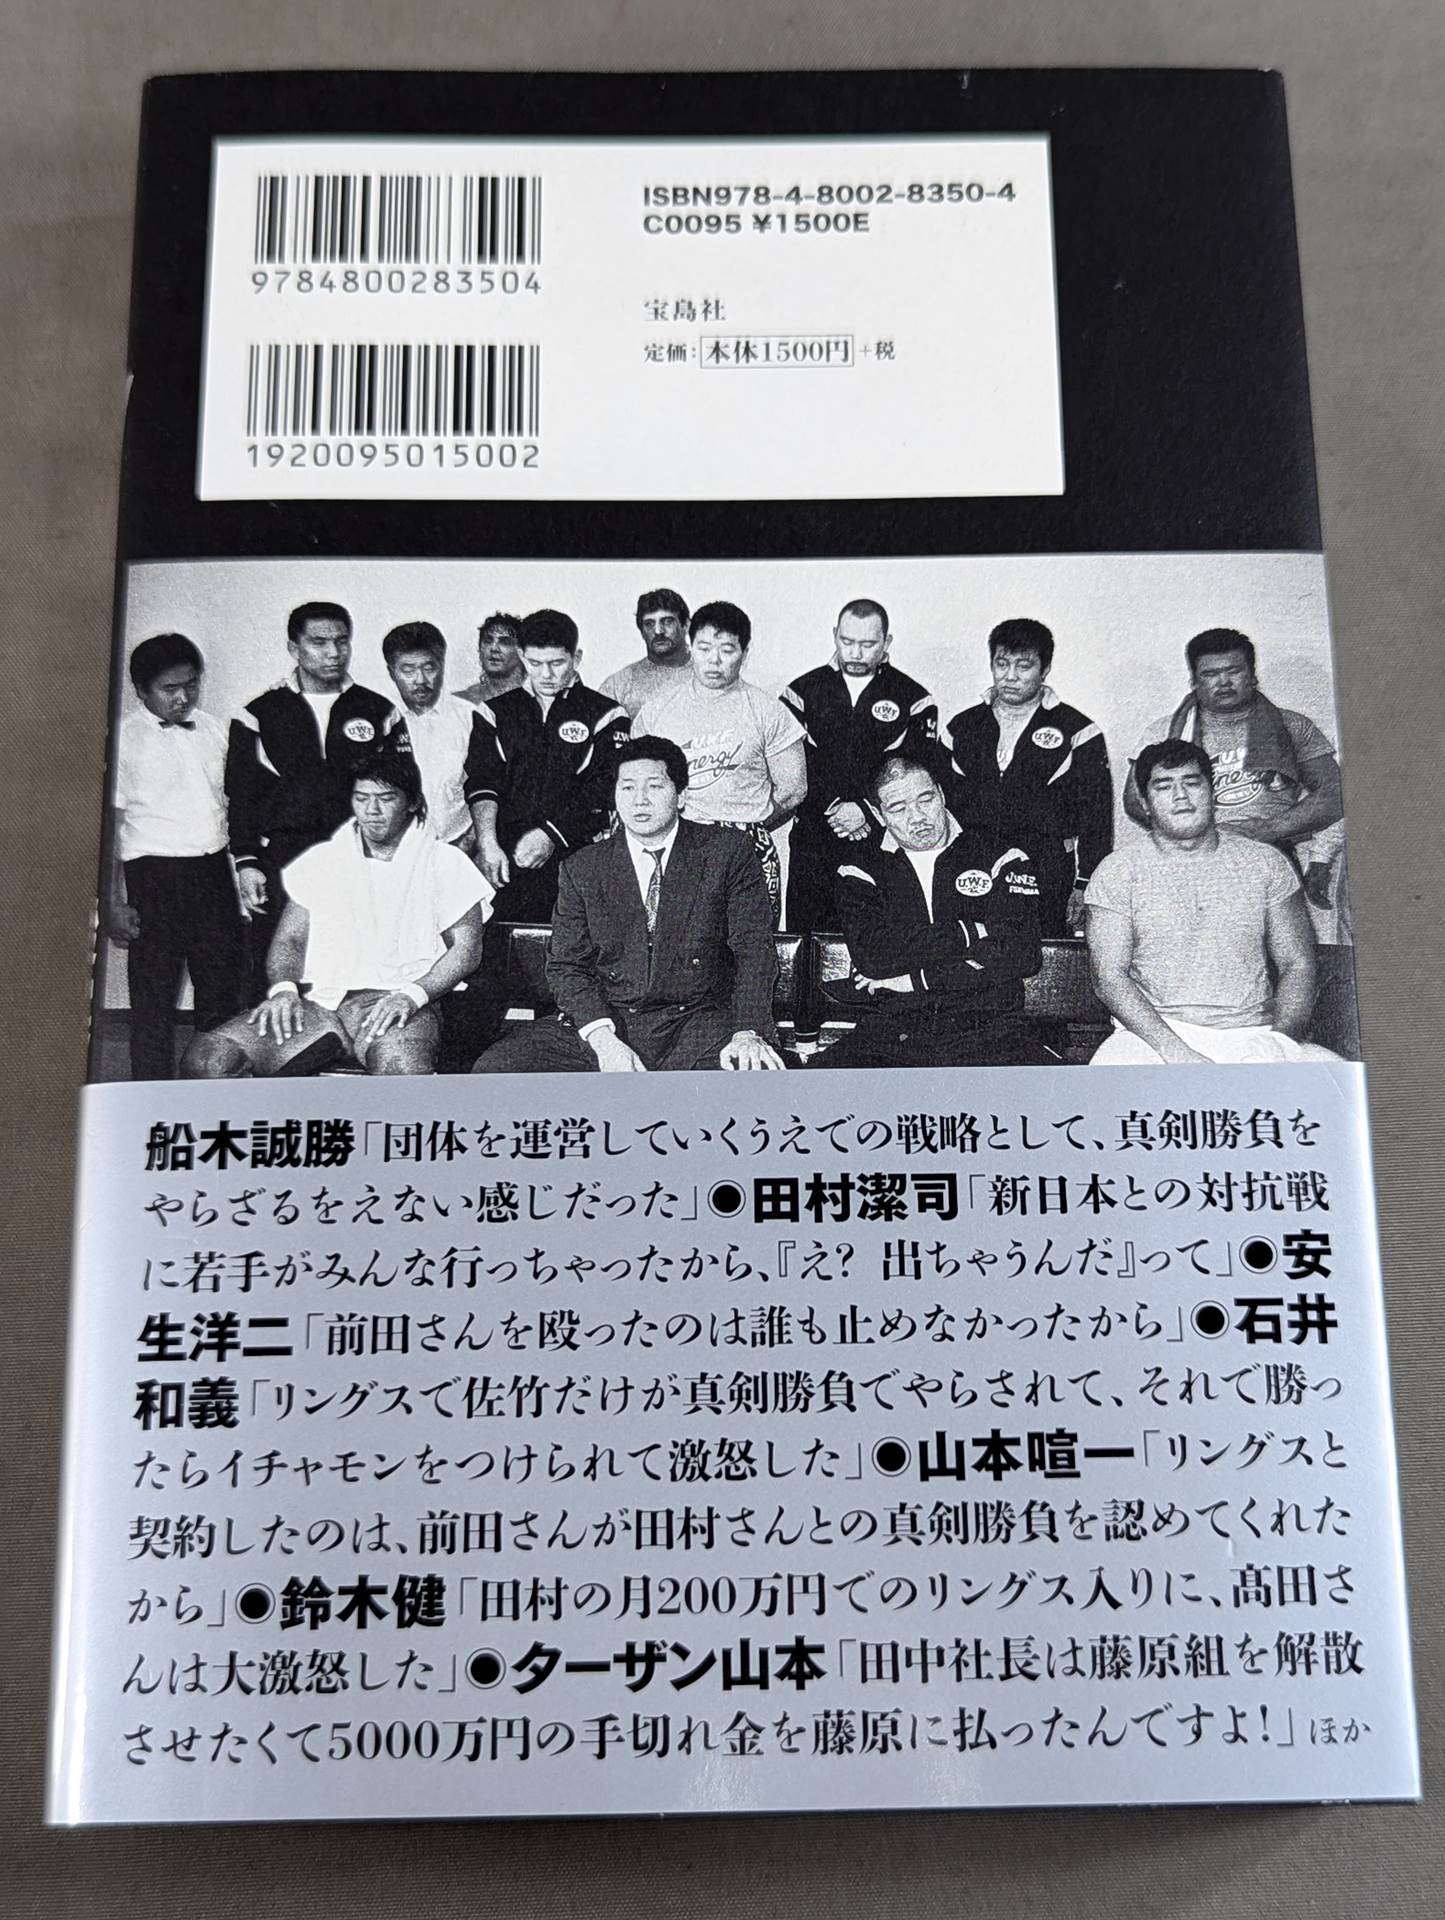 9784800283504
1920095015002
ISBN978-4-8002-8350-4
C0095 ¥1500E
宝島社
定価：本体1500円+税
U.W.F
U.W.F
U.W.F
U.W.F
U.W.F
船木誠勝「団体を運営していくうえでの戦略として、真剣勝負を
やらざるをえない感じだった」◉田村潔司「新日本との対抗戦
に若手がみんな行っちゃったから、『え? 出ちゃうんだ』って」◉安
生洋二「前田さんを殴ったのは誰も止めなかったから」◉石井
和義「リングスで佐竹だけが真剣勝負でやらされて、それで勝っ
たらイチャモンをつけられて激怒した」◉山本喧一「リングスと
契約したのは、前田さんが田村さんとの真剣勝負を認めてくれた
から」◉鈴木健「田村の月200万円でのリングス入りに、髙田さ
んは大激怒した」◉ターザン山本「田中社長は藤原組を解散
させたくて5000万円の手切れ金を藤原に払ったんですよ!」ほか